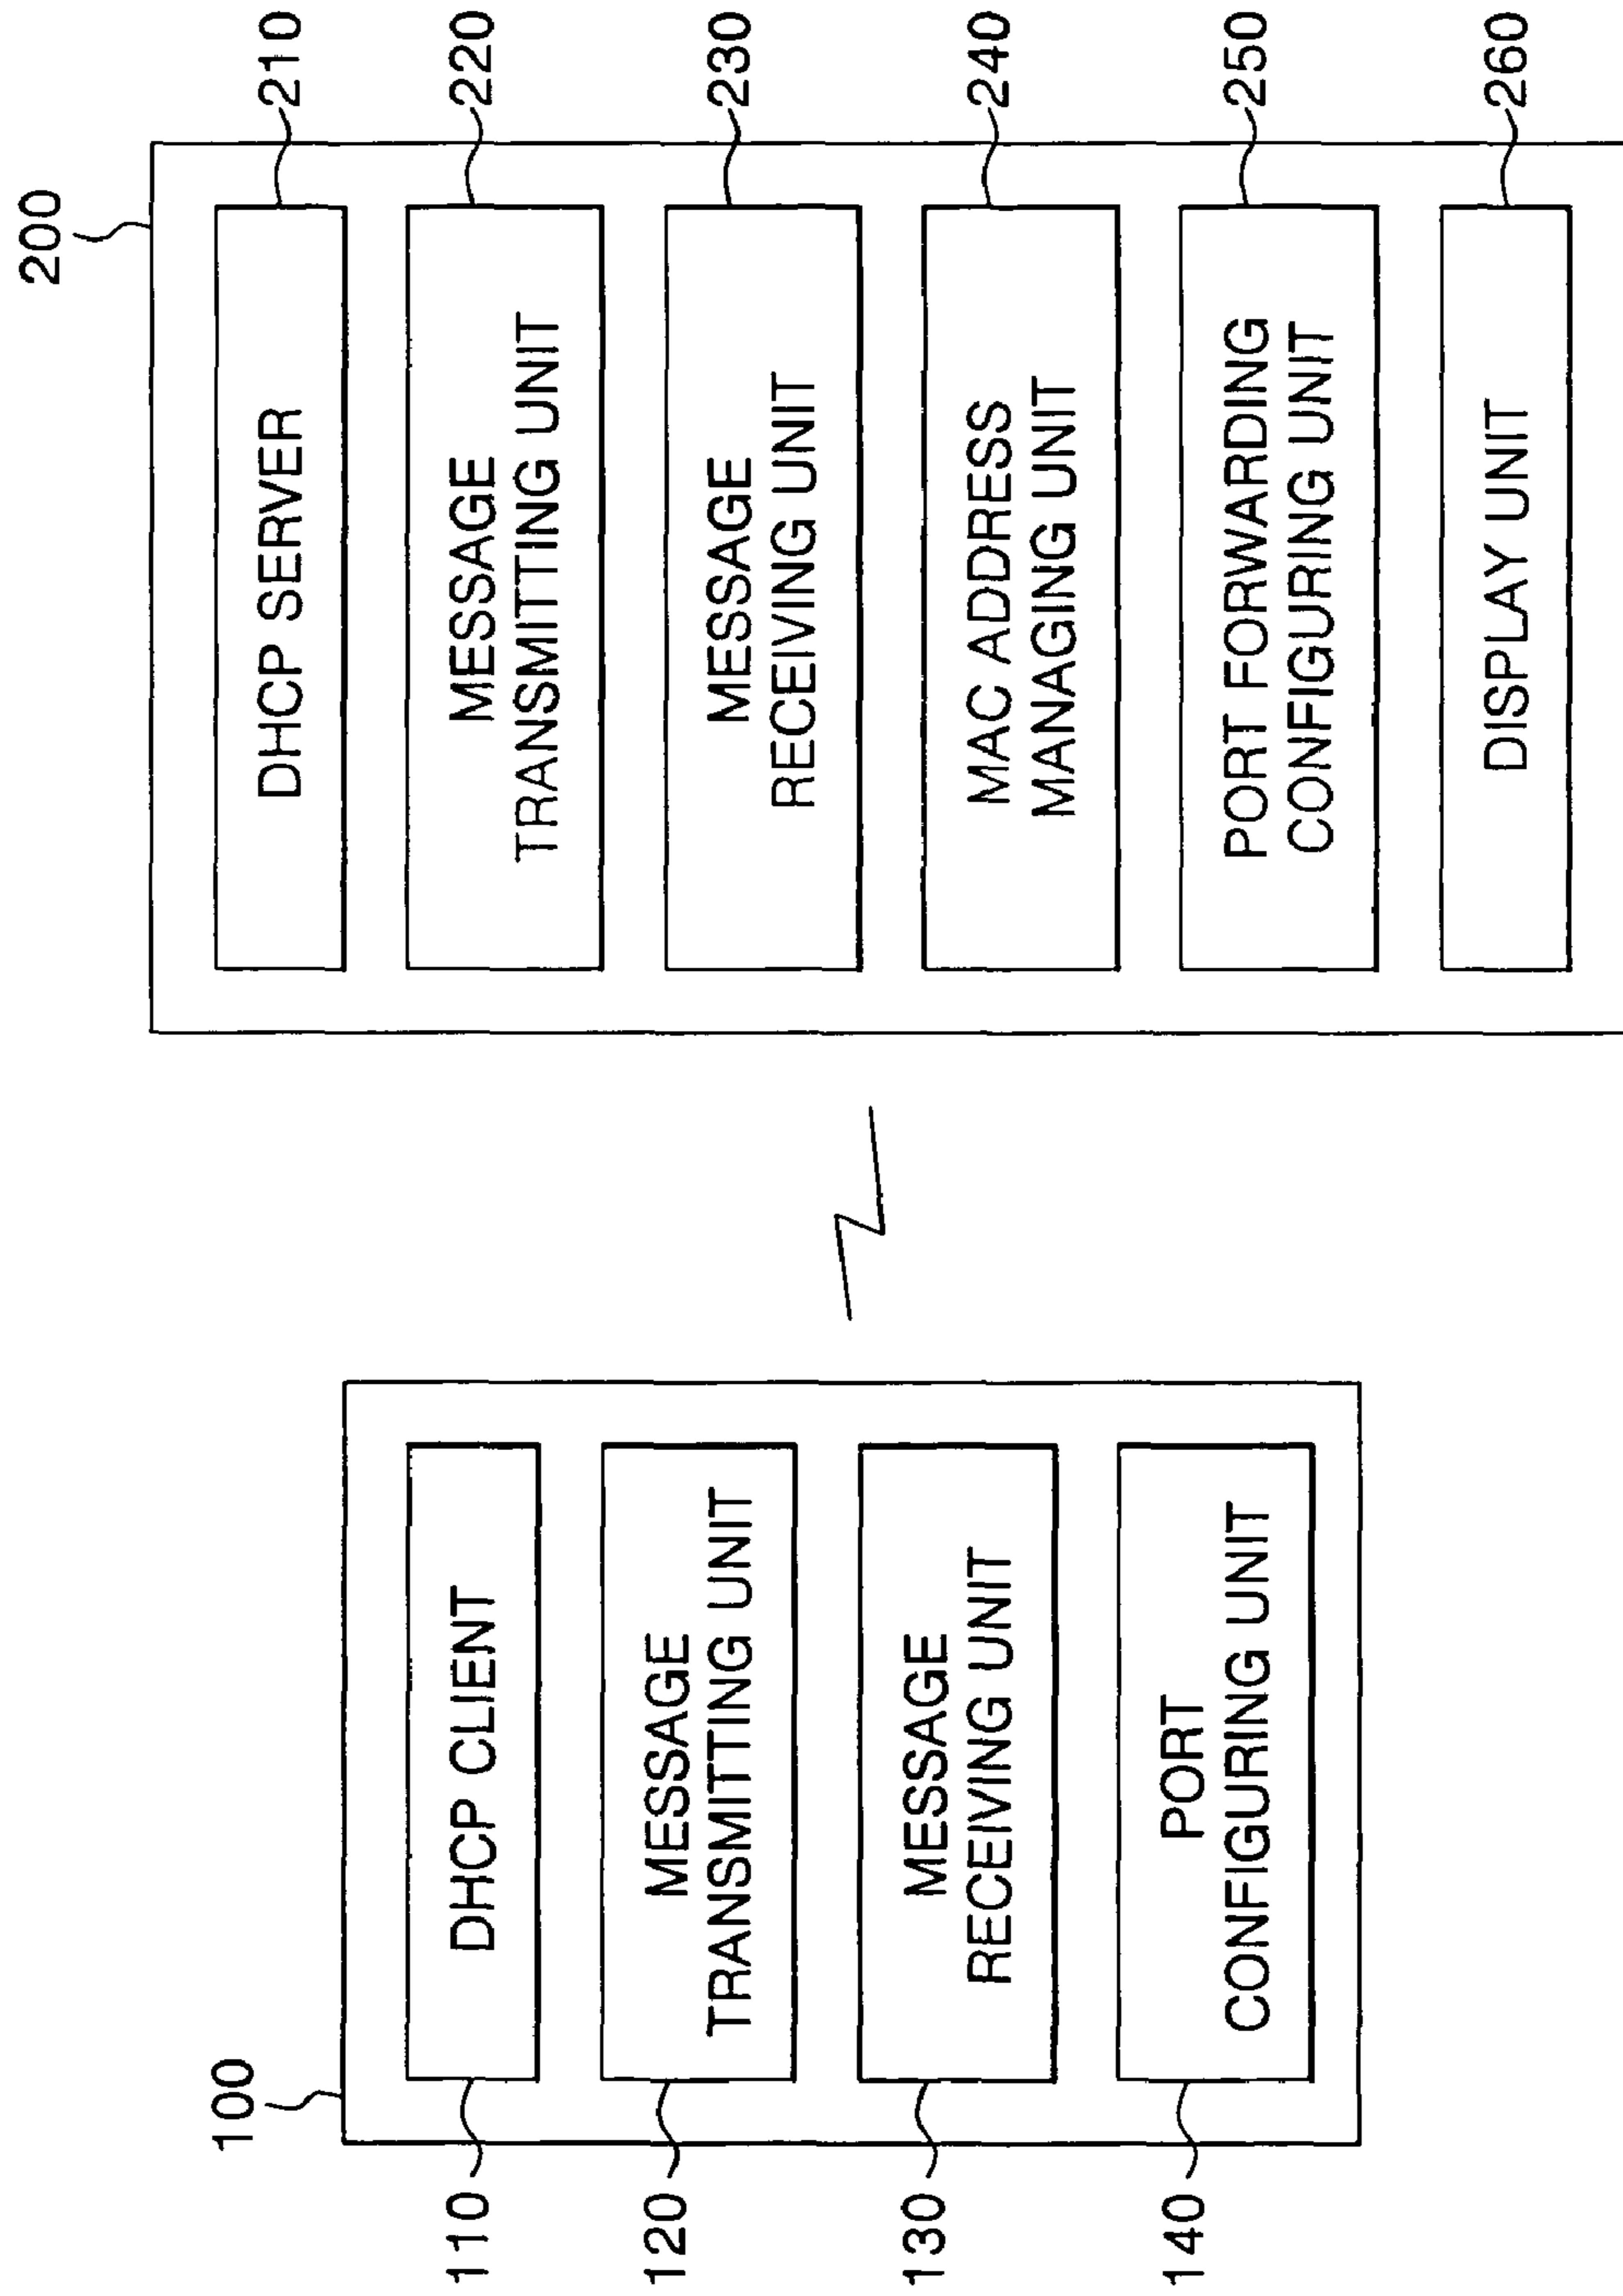 100
110
DHCP CLIENT
120
MESSAGE
TRANSMITTING UNIT
130
MESSAGE
RECEIVING UNIT
140
PORT
CONFIGURING UNIT
200
DHCP SERVER
210
MESSAGE
TRANSMITTING UNIT
220
MESSAGE
RECEIVING UNIT
230
MAC ADDRESS
MANAGING UNIT
240
PORT FORWARDING
CONFIGURING UNIT
250
DISPLAY UNIT
260